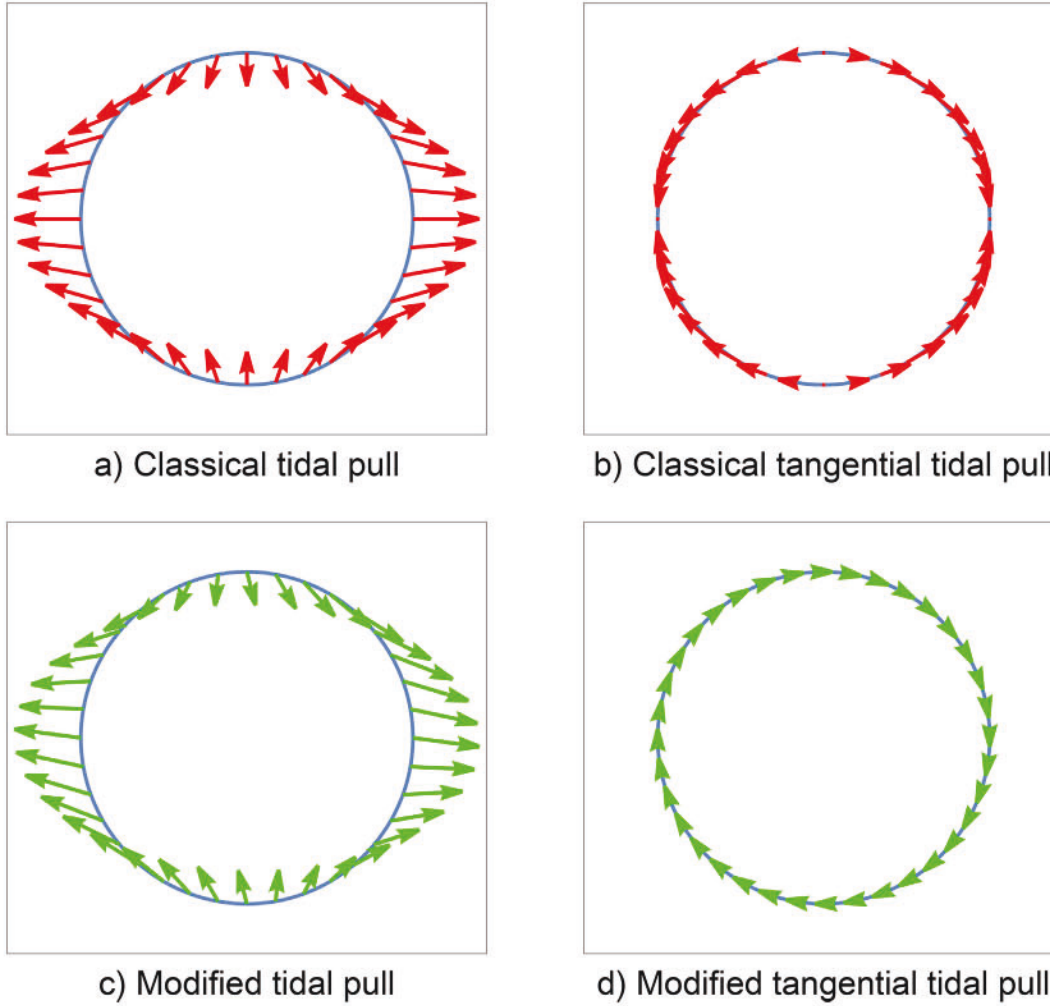 a) Classical tidal pull
b) Classical tangential tidal pull
c) Modified tidal pull
d) Modified tangential tidal pull